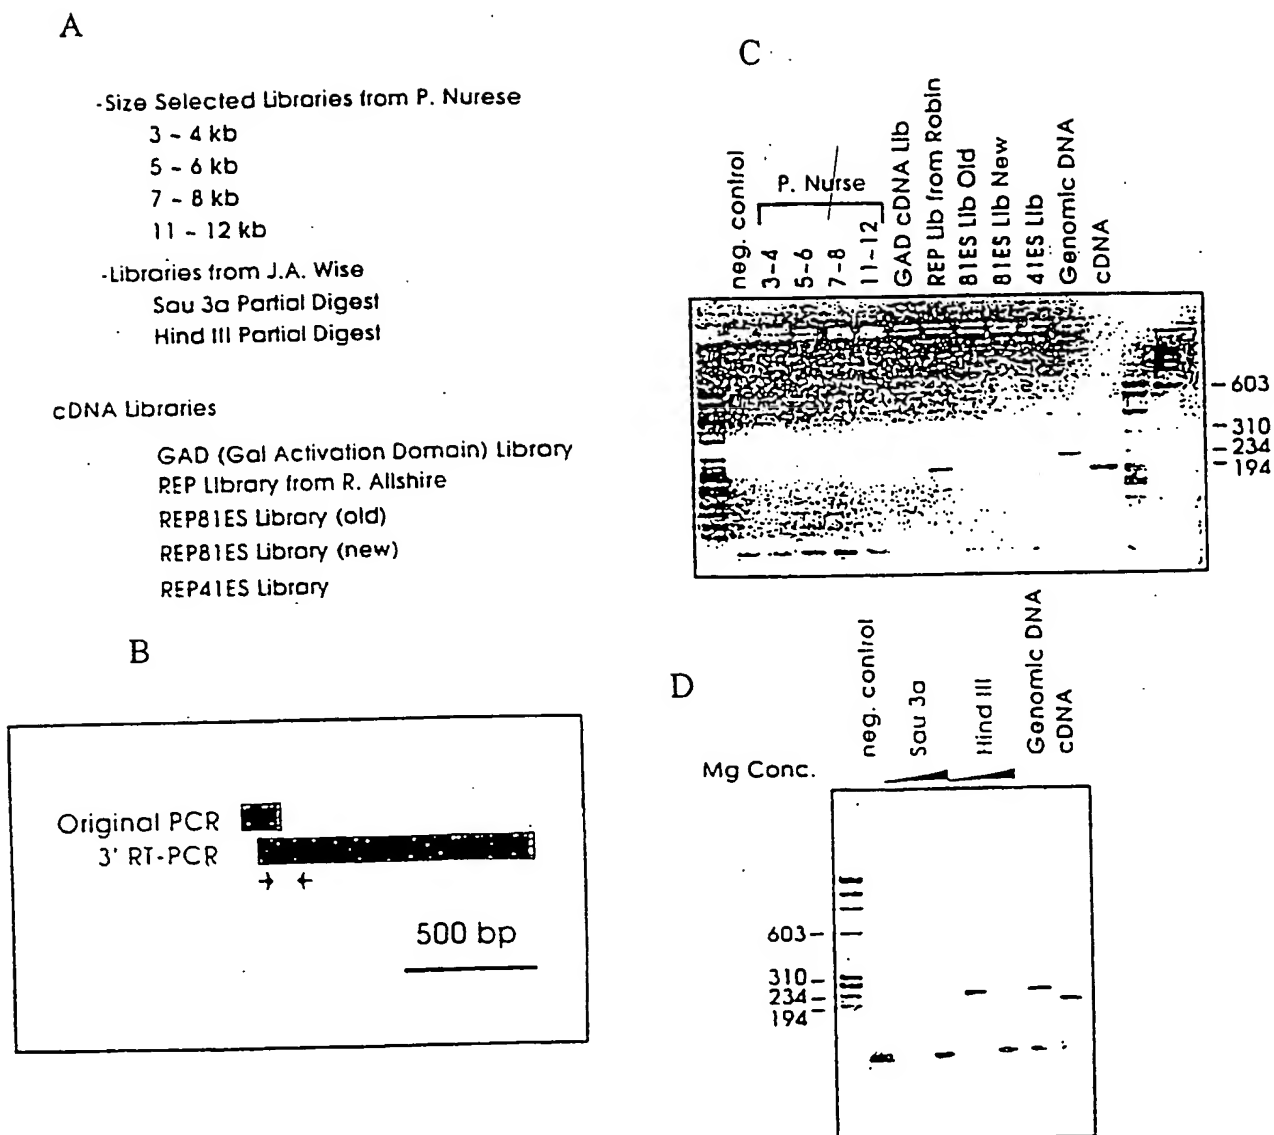 A
-Size Selected Libraries from P. Nurese
3 - 4 kb
5 - 6 kb
7 - 8 kb
11 - 12 kb
-Libraries from J.A. Wise
Sau 3a Partial Digest
Hind III Partial Digest
cDNA Libraries
GAD (Gal Activation Domain) Library
REP Library from R. Allshire
REP81ES Library (old)
REP81ES Library (new)
REP41ES Library
B
Original PCR
3' RT-PCR
500 bp
C
neg. control
P. Nurse
3-4
5-6
7-8
11-12
GAD cDNA Lib
REP Lib from Robin
81ES Lib Old
81ES Lib New
41ES Lib
Genomic DNA
cDNA
603
310
234
194
D
neg. control
Sau 3a
Hind III
Genomic DNA
cDNA
Mg Conc.
603
310
234
194